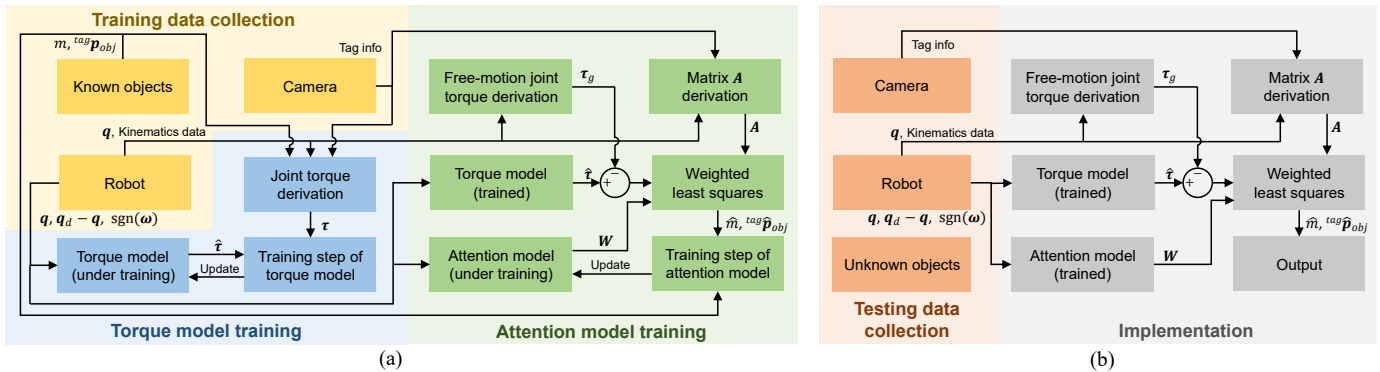 Training data collection
m, ᵗᵃᵍp_obj
Known objects
Camera
Tag info
q, Kinematics data
Robot
q, q_d − q, sgn(ω)
Joint torque
derivation
τ
Torque model
(under training)
τ̂
Update
Training step of
torque model
Torque model training
Free-motion joint
torque derivation
τ_g
Matrix A
derivation
A
Torque model
(trained)
τ̂
+
−
Weighted
least squares
m̂, ᵗᵃᵍp̂_obj
Attention model
(under training)
W
Update
Training step of
attention model
Attention model training
(a)
Tag info
Camera
q, Kinematics data
Robot
q, q_d − q, sgn(ω)
Unknown objects
Testing data
collection
Free-motion joint
torque derivation
τ_g
Matrix A
derivation
A
Torque model
(trained)
τ̂
+
−
Weighted
least squares
m̂, ᵗᵃᵍp̂_obj
Attention model
(trained)
W
Output
Implementation
(b)